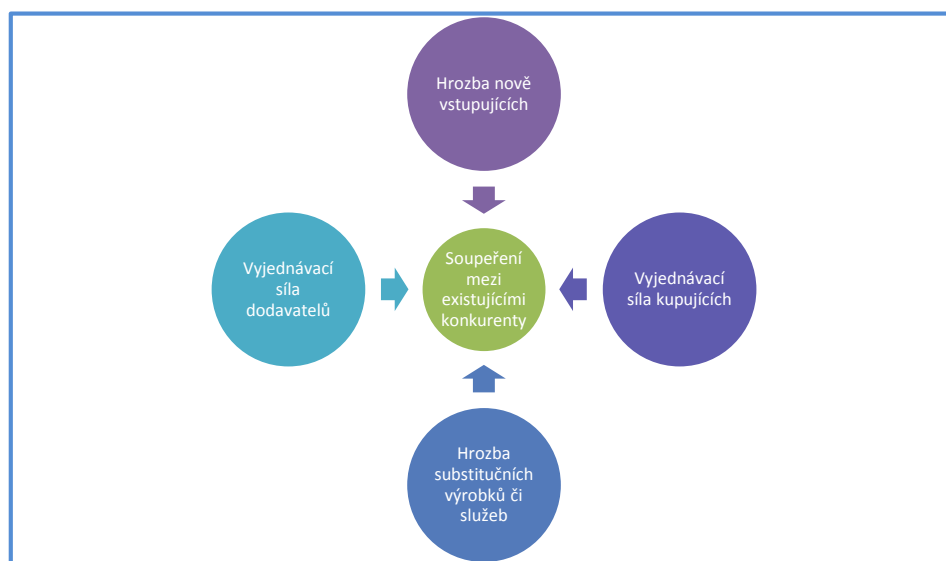 Hrozba nově
vstupujících
Vyjednávací
síla
dodavatelů
Soupeření
mezi
existujícími
konkurenty
Vyjednávací
síla kupujících
Hrozba
substitučních
výrobků či
služeb